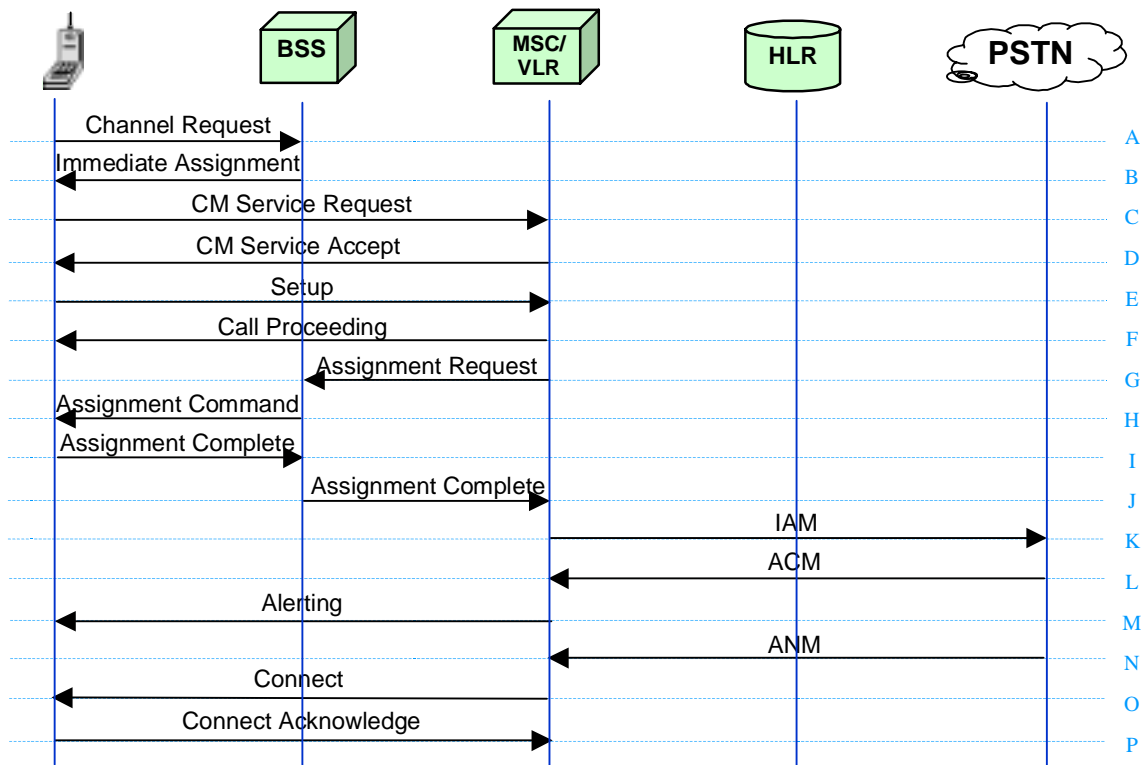 BSS
MSC/
VLR
HLR
PSTN
Channel Request
A
Immediate Assignment
B
CM Service Request
C
CM Service Accept
D
Setup
E
Call Proceeding
F
Assignment Request
G
Assignment Command
H
Assignment Complete
I
Assignment Complete
J
IAM
K
ACM
L
Alerting
M
ANM
N
Connect
O
Connect Acknowledge
P